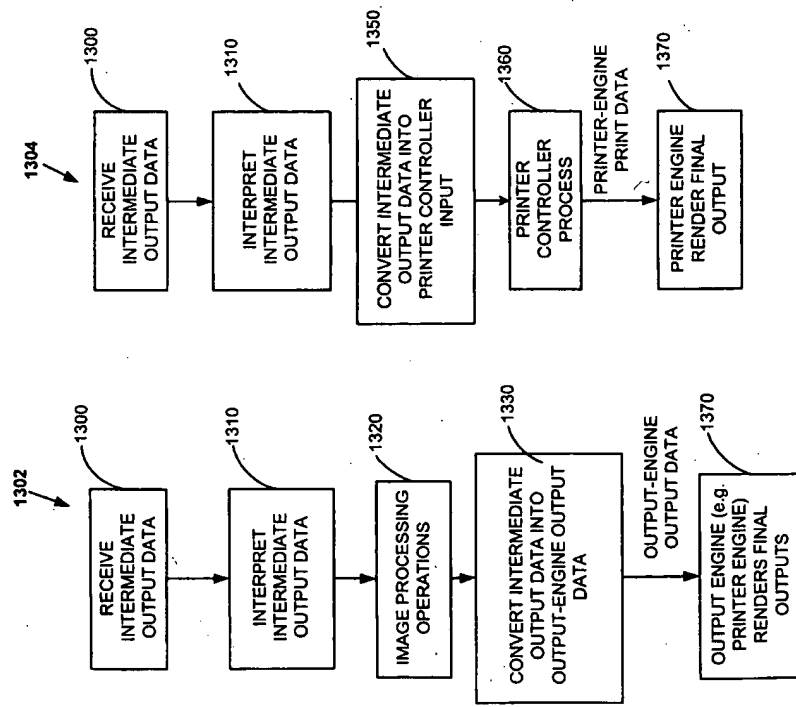 1302
1300
RECEIVE
INTERMEDIATE
OUTPUT DATA
1310
INTERPRET
INTERMEDIATE
OUTPUT DATA
1320
IMAGE PROCESSING
OPERATIONS
1330
CONVERT INTERMEDIATE
OUTPUT DATA INTO
OUTPUT-ENGINE OUTPUT
DATA
OUTPUT-ENGINE
OUTPUT DATA
1370
OUTPUT ENGINE (e.g.
PRINTER ENGINE)
RENDERS FINAL
OUTPUTS
1304
1300
RECEIVE
INTERMEDIATE
OUTPUT DATA
1310
INTERPRET
INTERMEDIATE
OUTPUT DATA
1350
CONVERT INTERMEDIATE
OUTPUT DATA INTO
PRINTER CONTROLLER
INPUT
1360
PRINTER
CONTROLLER
PROCESS
PRINTER-ENGINE
PRINT DATA
1370
PRINTER ENGINE
RENDER FINAL
OUTPUT